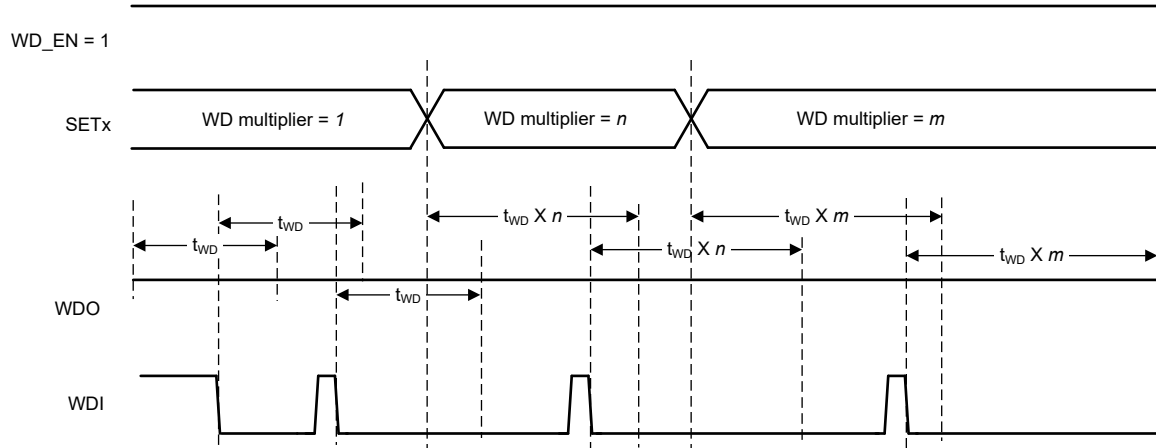 WD_EN = 1
SETx
WD multiplier = 1
WD multiplier = n
WD multiplier = m
tWD
tWD X n
tWD X m
tWD
tWD X n
tWD X m
WDO
tWD
WDI